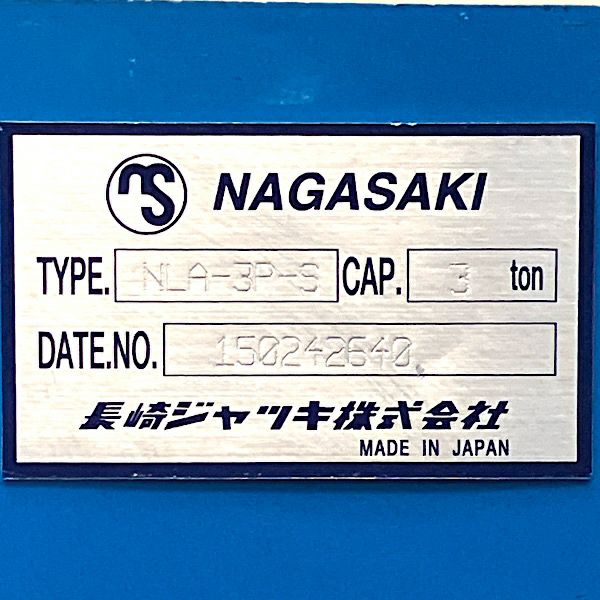 ns NAGASAKI
TYPE. NLA-3P-S CAP. 3 ton
DATE.NO. 150242640
長崎ジャッキ株式会社
MADE IN JAPAN